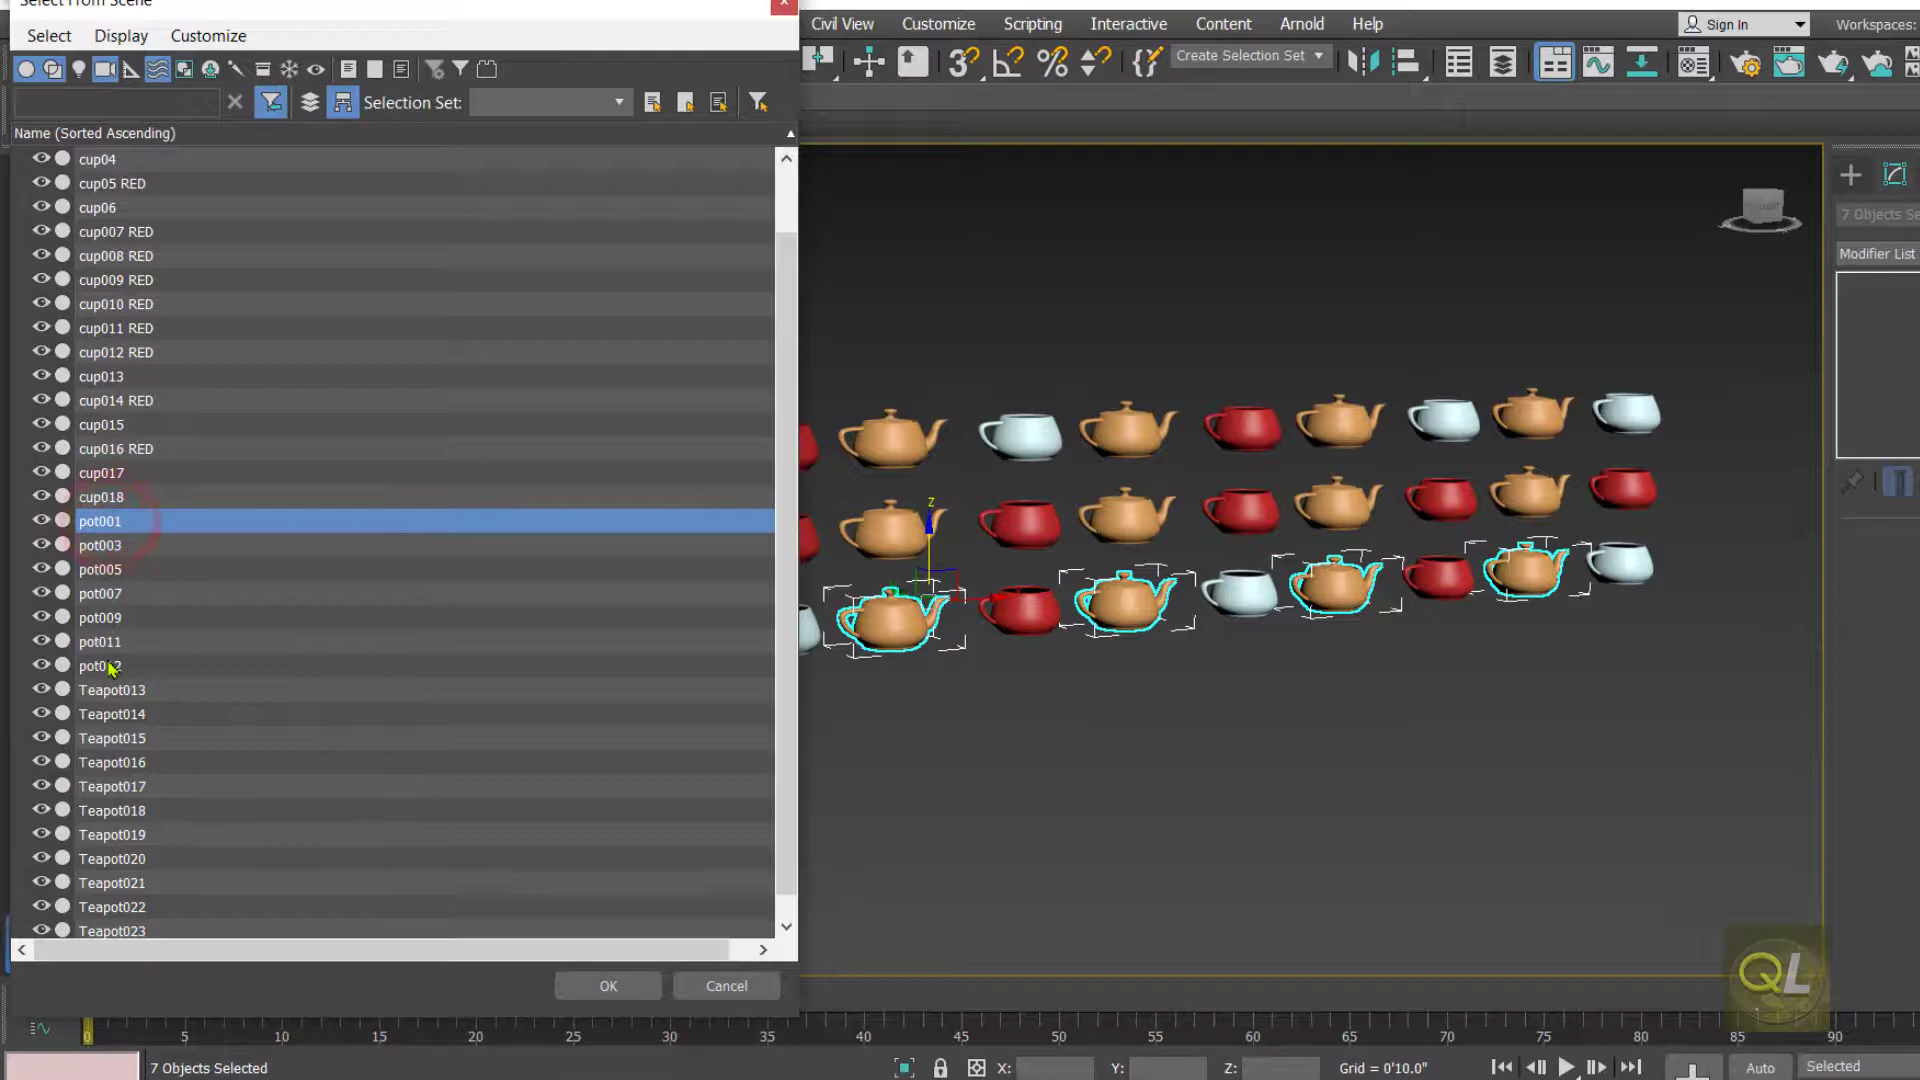 Select From Scene
Select Display Customize
Selection Set:
Name (Sorted Ascending)
cup04
cup05 RED
cup06
cup007 RED
cup008 RED
cup009 RED
cup010 RED
cup011 RED
cup012 RED
cup013
cup014 RED
cup015
cup016 RED
cup017
cup018
pot001
pot003
pot005
pot007
pot009
pot011
Teapot013
Teapot014
Teapot015
Teapot016
Teapot017
Teapot018
Teapot019
Teapot020
Teapot021
Teapot022
Teapot023
OK Cancel
Civil View Customize Scripting Interactive Content Arnold Help
Sign In
Workspaces:
Create Selection Set
7 Objects Se
Modifier List
z
QL
0 5 10 15 20 25 30 35 40 45 50 55 60 65 70 75 80 85 90
7 Objects Selected
X: Y: Z: Grid = 0'10.0"
Auto Selected